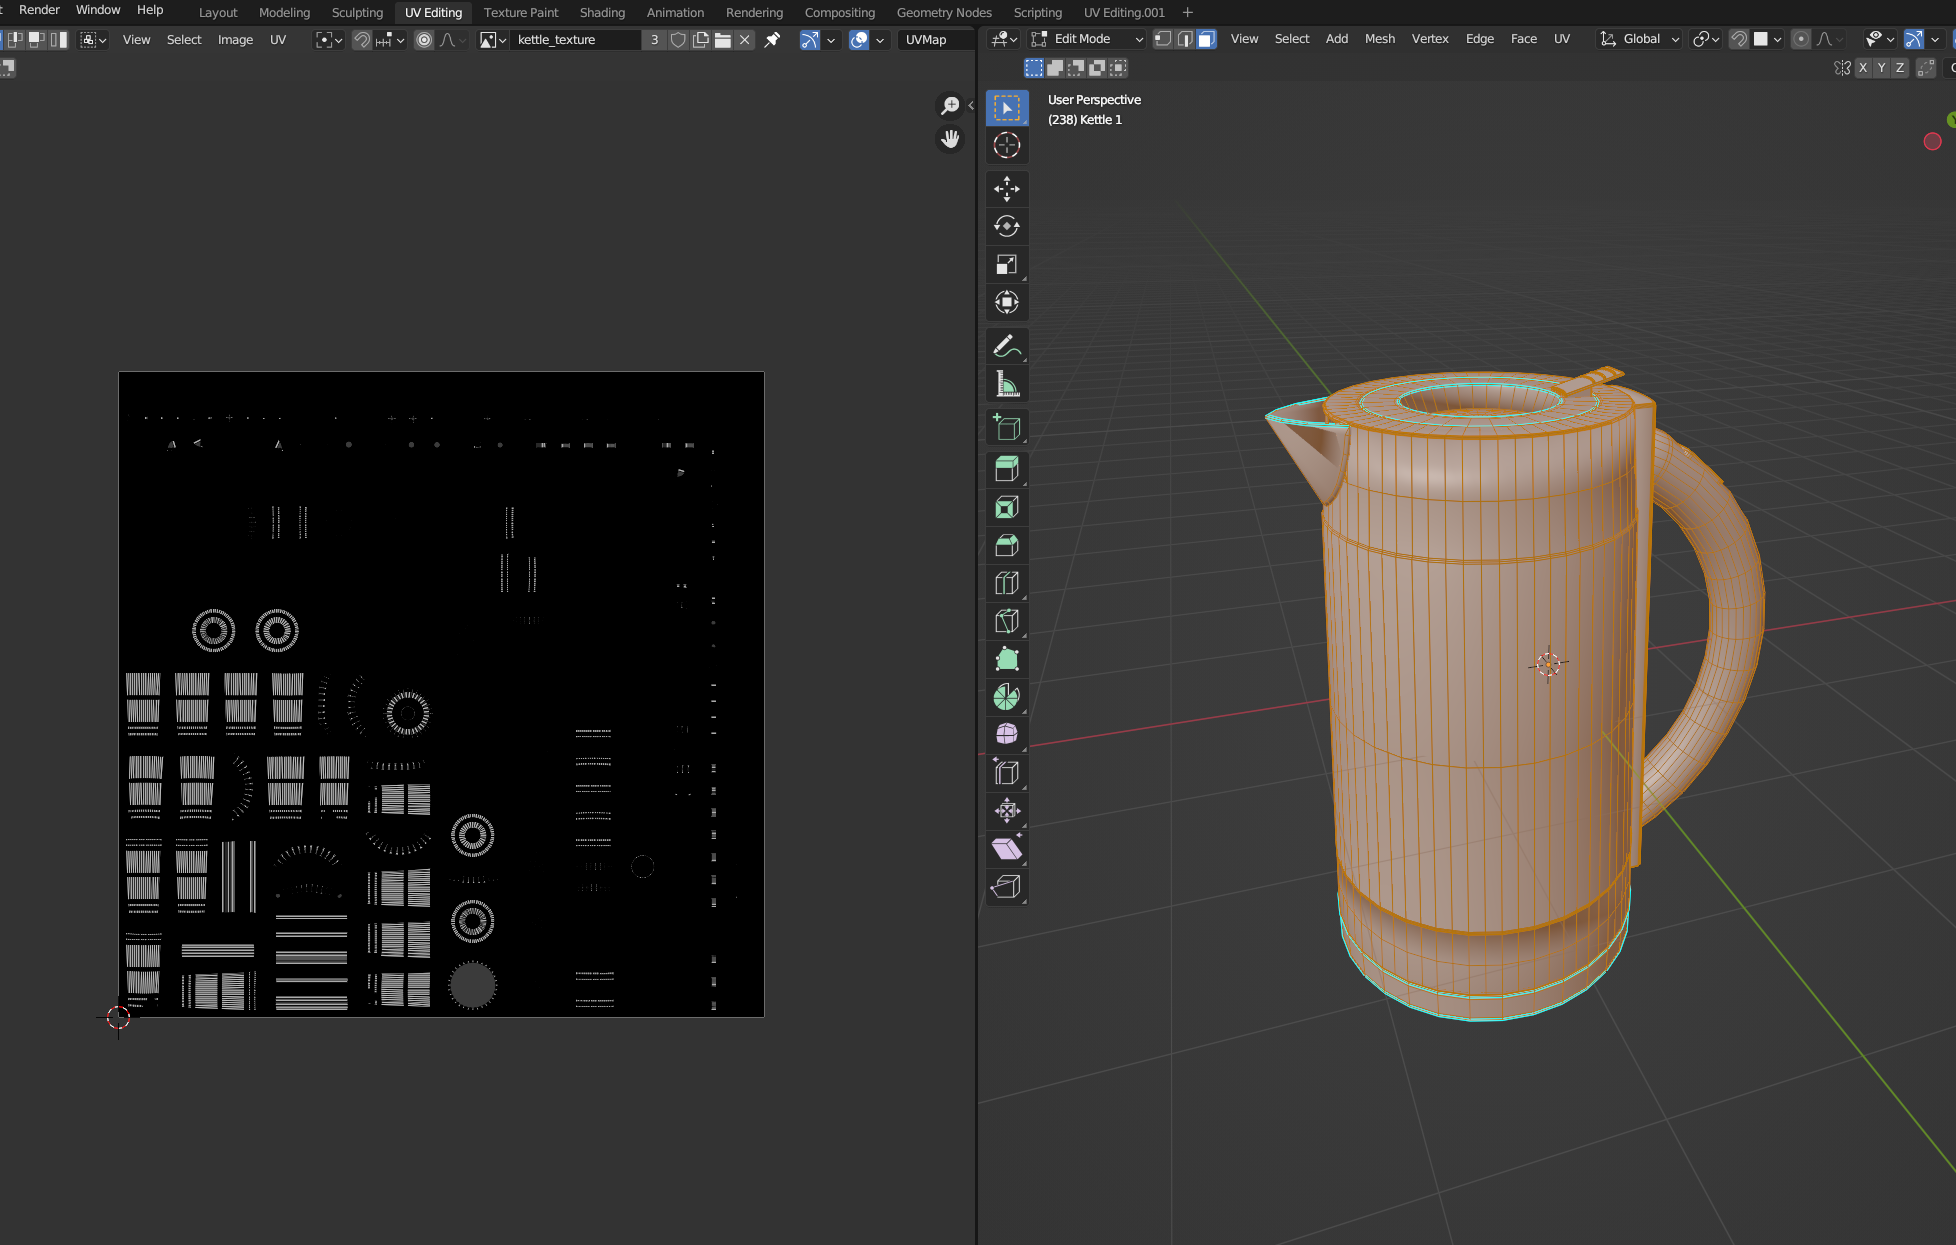 Render Window Help Layout Modeling Sculpting UV Editing Texture Paint Shading Animation Rendering Compositing Geometry Nodes Scripting UV Editing.001 +
View Select Image UV kettle_texture 3 UVMap
Edit Mode View Select Add Mesh Vertex Edge Face UV Global
X Y Z
User Perspective
(238) Kettle 1